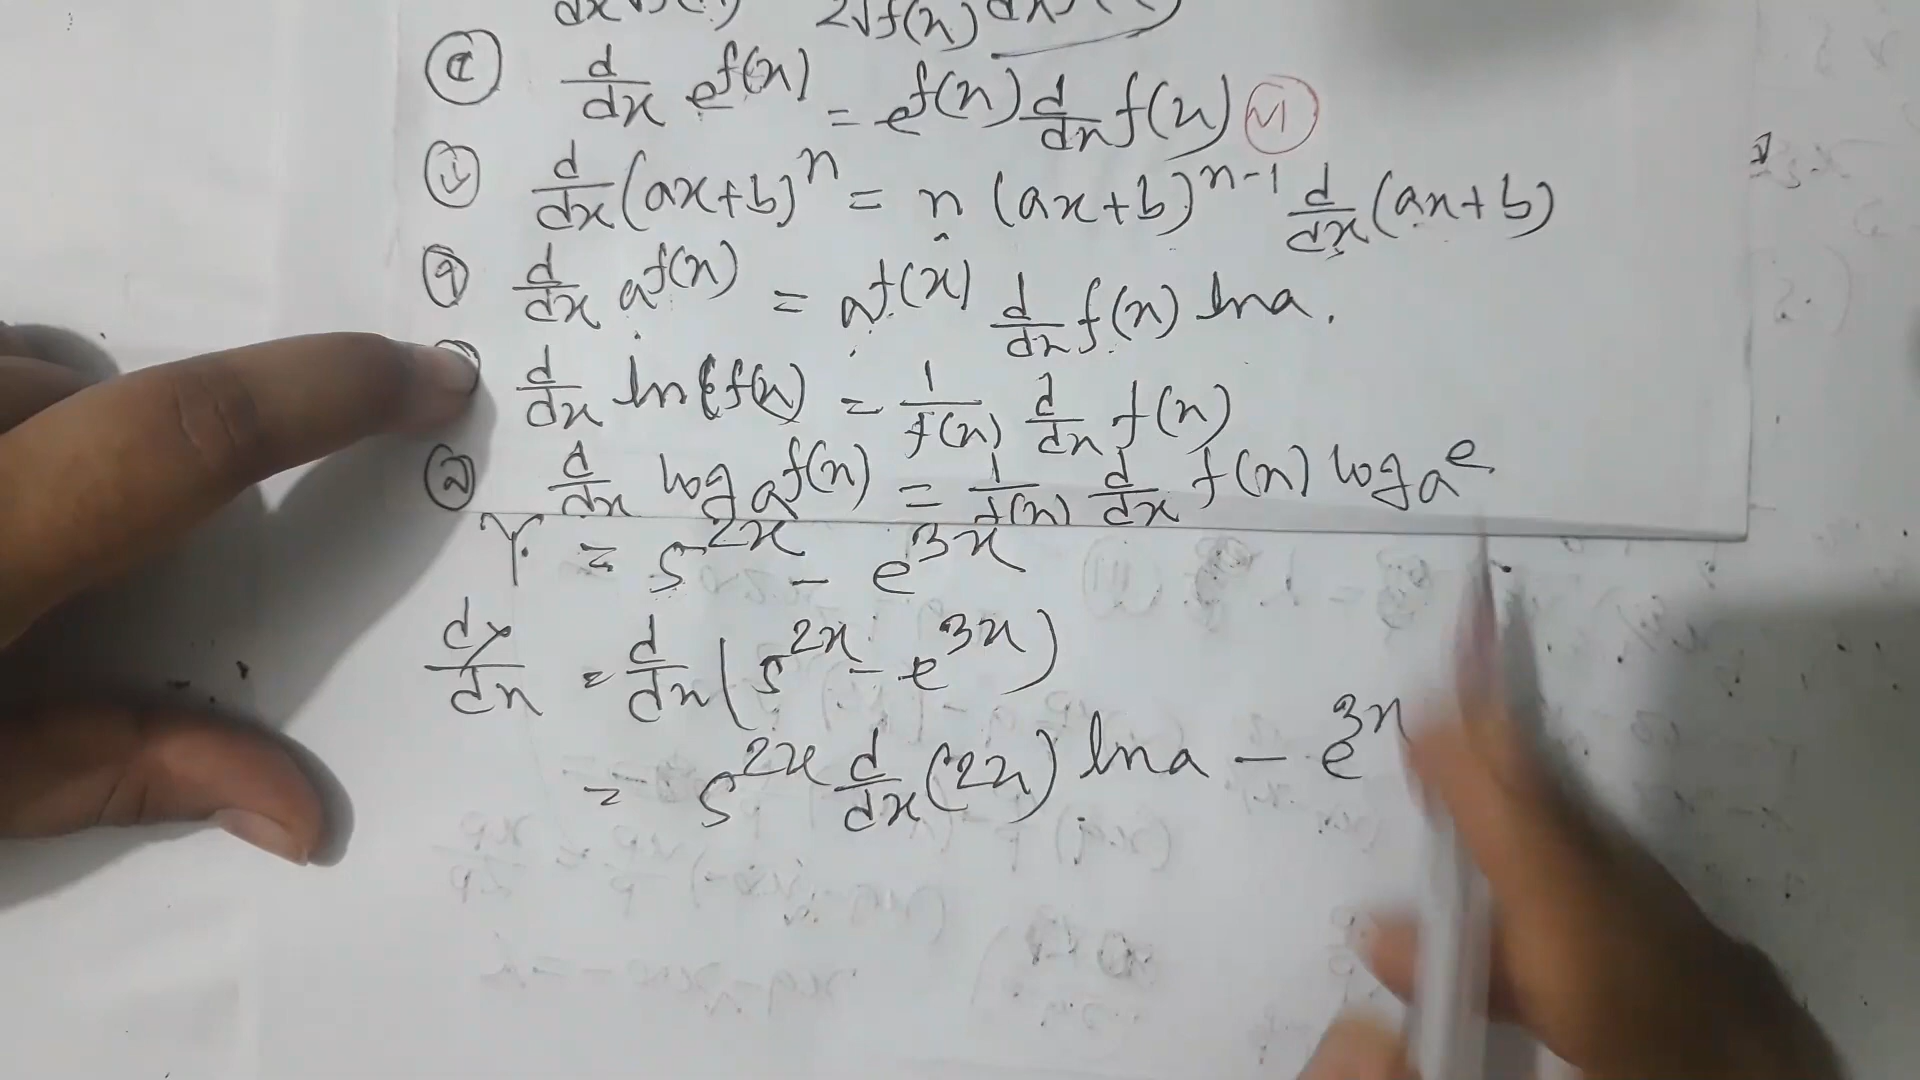 d/dx e^f(x) = e^f(x) d/dx f(x) VI
d/dx (ax+b)^n = n (ax+b)^n-1 d/dx (ax+b)
d/dx a^f(x) = a^f(x) d/dx f(x) ln a.
d/dx ln{f(x) = 1/f(x) d/dx f(x)
d/dx log_a f(x) = 1/f(x) d/dx f(x) log_a e
Y = 5^2x - e^3x
dy/dx = d/dx (5^2x - e^3x)
= 5^2x d/dx (2x) ln a - e^3x